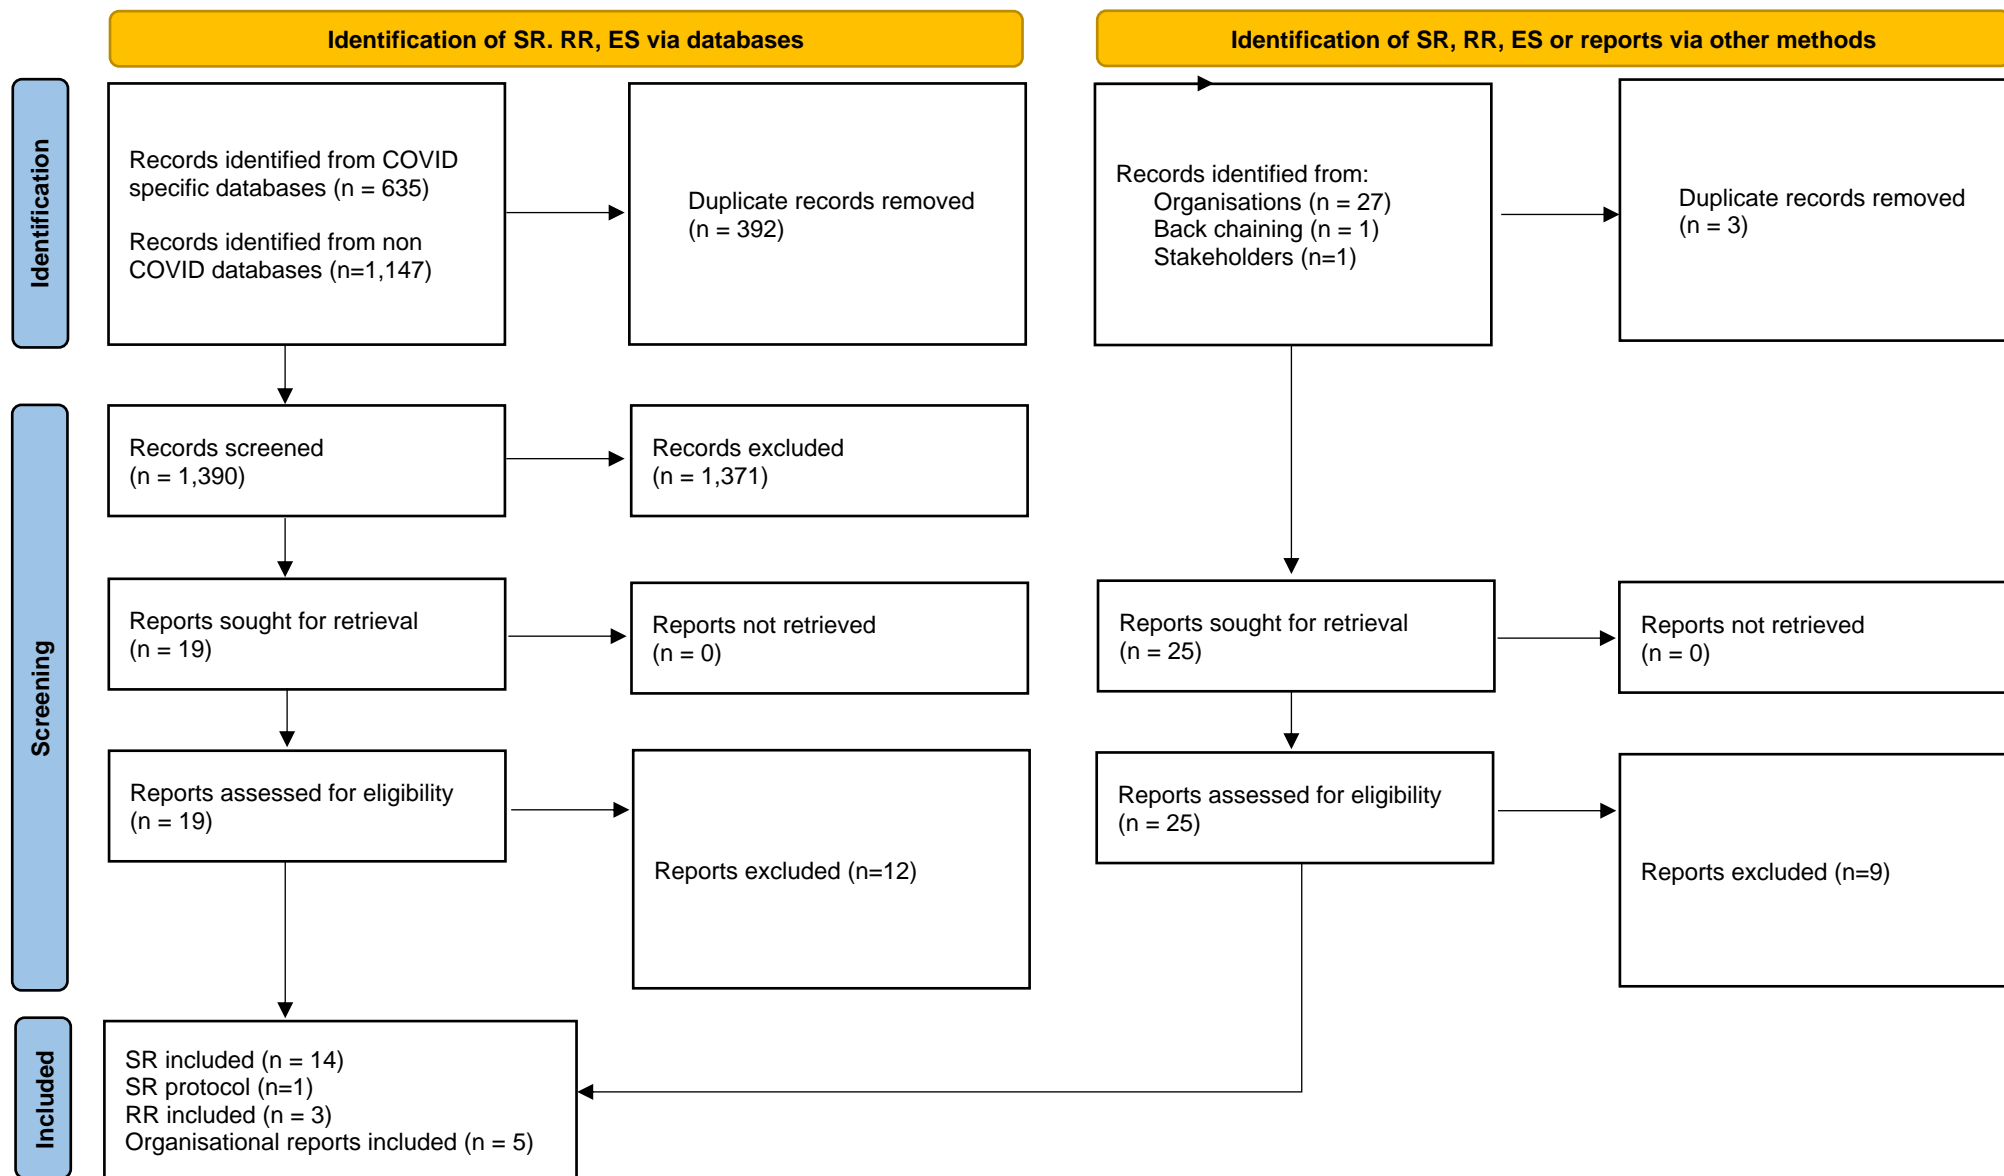 Identification of SR. RR, ES via databases
Identification of SR, RR, ES or reports via other methods
Identification
Records identified from COVID
specific databases (n = 635)
Records identified from non
COVID databases (n=1,147)
Duplicate records removed
(n = 392)
Records identified from:
Organisations (n = 27)
Back chaining (n = 1)
Stakeholders (n=1)
Duplicate records removed
(n = 3)
Screening
Records screened
(n = 1,390)
Records excluded
(n = 1,371)
Reports sought for retrieval
(n = 19)
Reports not retrieved
(n = 0)
Reports sought for retrieval
(n = 25)
Reports not retrieved
(n = 0)
Reports assessed for eligibility
(n = 19)
Reports excluded (n=12)
Reports assessed for eligibility
(n = 25)
Reports excluded (n=9)
Included
SR included (n = 14)
SR protocol (n=1)
RR included (n = 3)
Organisational reports included (n = 5)